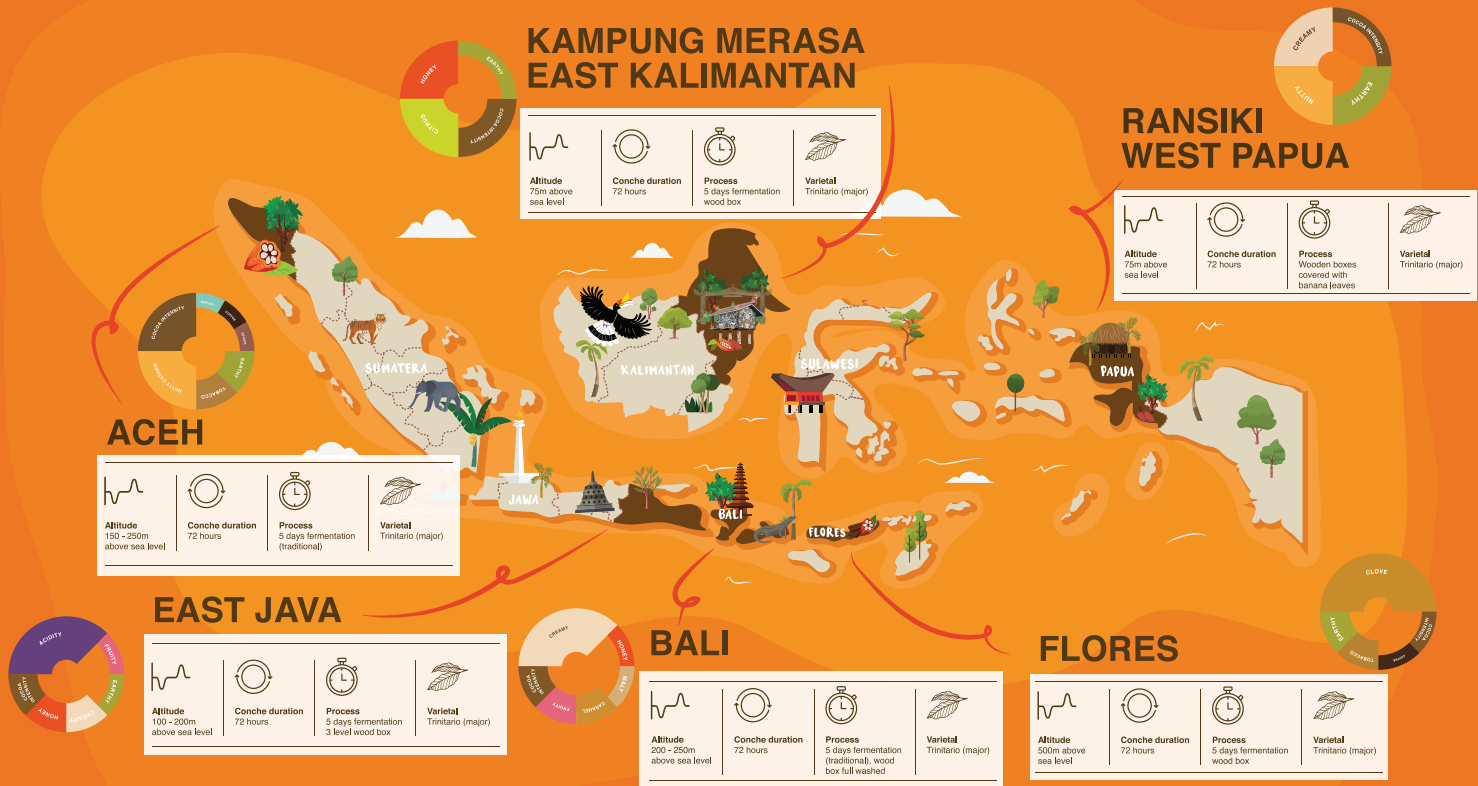 KAMPUNG MERASA
EAST KALIMANTAN
HONEY
EARTHY
CITRUS
COCOA INTENSITY
Altitude
75m above
sea level
Conche duration
72 hours
Process
5 days fermentation
wood box
Varietal
Trinitario (major)
CREAMY
COCOA INTENSITY
NUTTY
EARTHY
RANSIKI
WEST PAPUA
Altitude
75m above
sea level
Conche duration
72 hours
Process
Wooden boxes
covered with
banana leaves
Varietal
Trinitario (major)
SUMATERA
KALIMANTAN
SULAWESI
PAPUA
JAWA
BALI
FLORES
COCOA INTENSITY
EARTHY
TOBACCO
ACEH
Altitude
150 - 250m
above sea level
Conche duration
72 hours
Process
5 days fermentation
(traditional)
Varietal
Trinitario (major)
EAST JAVA
ACIDITY
FRUITY
EARTHY
CREAMY
HONEY
COCOA
INTENSITY
Altitude
100 - 200m
above sea level
Conche duration
72 hours
Process
5 days fermentation
3 level wood box
Varietal
Trinitario (major)
CREAMY
HONEY
MALT
CARAMEL
FRUITY
COCOA
INTENSITY
BALI
Altitude
200 - 250m
above sea level
Conche duration
72 hours
Process
5 days fermentation
(traditional), wood
box full washed
Varietal
Trinitario (major)
CLOVE
EARTHY
COCOA
INTENSITY
TOBACCO
FLORES
Altitude
500m above
sea level
Conche duration
72 hours
Process
5 days fermentation
wood box
Varietal
Trinitario (major)